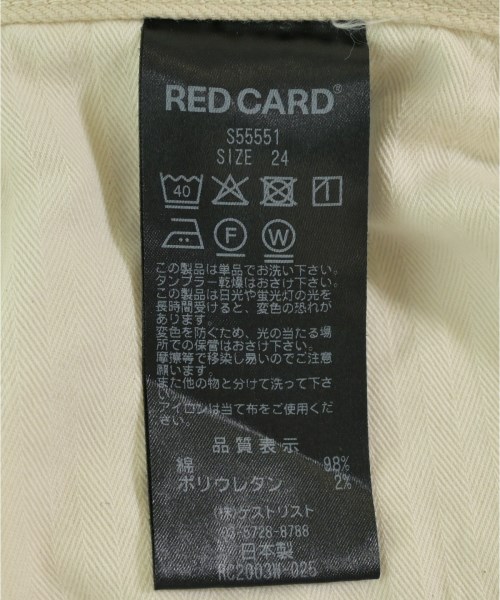 RED CARD®
S55551
SIZE 24
40
F W
この製品は単品でお洗い下さい。
タンブラー乾燥はおさけ下さい。
この製品は日光や蛍光灯の光を
長時間受けると、変色の恐れが
あります。
変色を防ぐため、光の当たる場
所での保管はおさけ下さい。
摩擦等で移染し易いのでご注意
願います。
また他の物と分けて洗って下さ
い。
アイロンは当て布をご使用くだ
さい。
品質表示
綿 98%
ポリウレタン 2%
(株)ゲストリスト
03-5728-8788
日本製
RC2003W-025